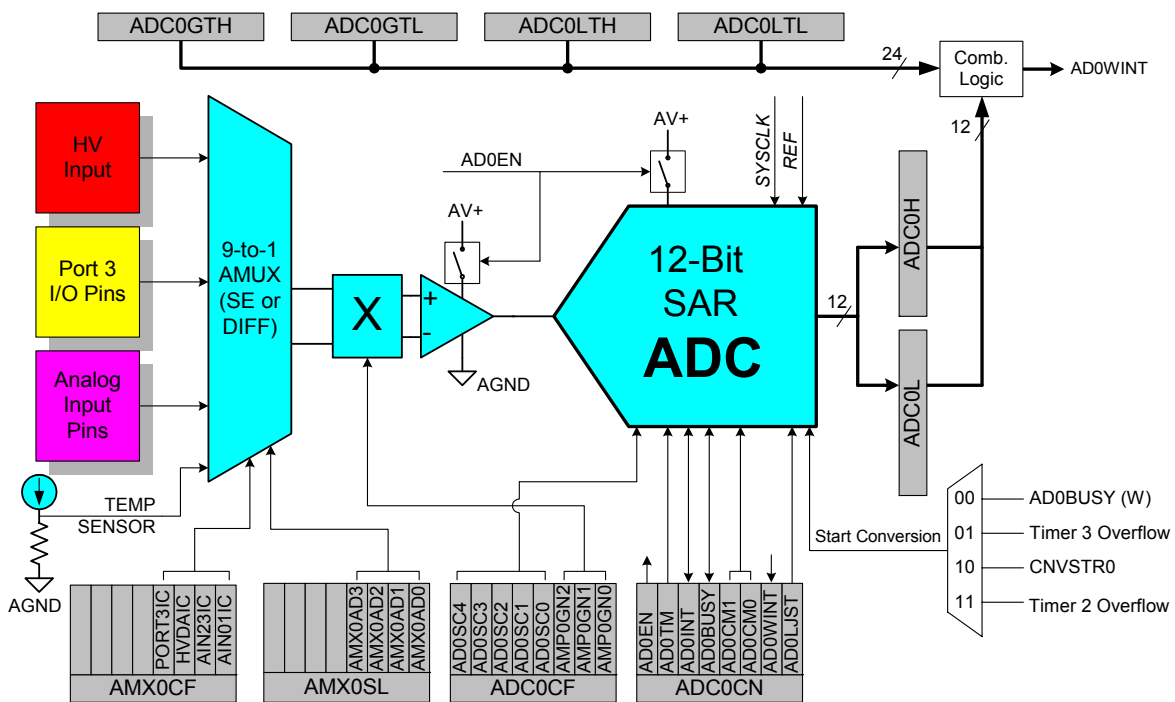 ADC0GTH
ADC0GTL
ADC0LTH
ADC0LTL
24
Comb.
Logic
AD0WINT
12
HV
Input
Port 3
I/O Pins
Analog
Input
Pins
9-to-1
AMUX
(SE or
DIFF)
AD0EN
AV+
AV+
SYSCLK
REF
X
+
-
AGND
12-Bit
SAR
ADC
12
ADC0H
ADC0L
TEMP
SENSOR
AGND
Start Conversion
00
AD0BUSY (W)
01
Timer 3 Overflow
10
CNVSTR0
11
Timer 2 Overflow
PORT3IC
HVDAIC
AIN23IC
AIN01IC
AMX0CF
AMX0AD3
AMX0AD2
AMX0AD1
AMX0AD0
AMX0SL
AD0SC4
AD0SC3
AD0SC2
AD0SC1
AD0SC0
AMP0GN2
AMP0GN1
AMP0GN0
ADC0CF
AD0EN
AD0TM
AD0INT
AD0BUSY
AD0CM1
AD0CM0
AD0WINT
AD0LJST
ADC0CN